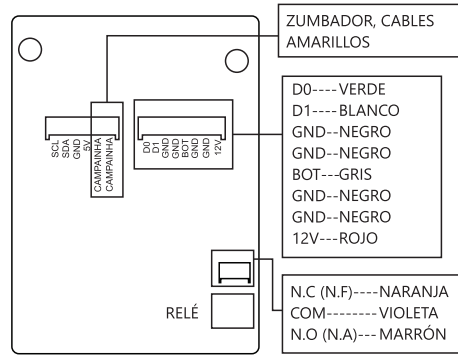 ZUMBADOR, CABLES
AMARILLOS
SCL
SDA
GND
5V
CAMPAINHA
CAMPAINHA
D0
D1
GND
GND
BOT
GND
GND
12V
D0----VERDE
D1----BLANCO
GND--NEGRO
GND--NEGRO
BOT---GRIS
GND--NEGRO
GND--NEGRO
12V---ROJO
RELÉ
N.C (N.F)----NARANJA
COM--------VIOLETA
N.O (N.A)---MARRÓN